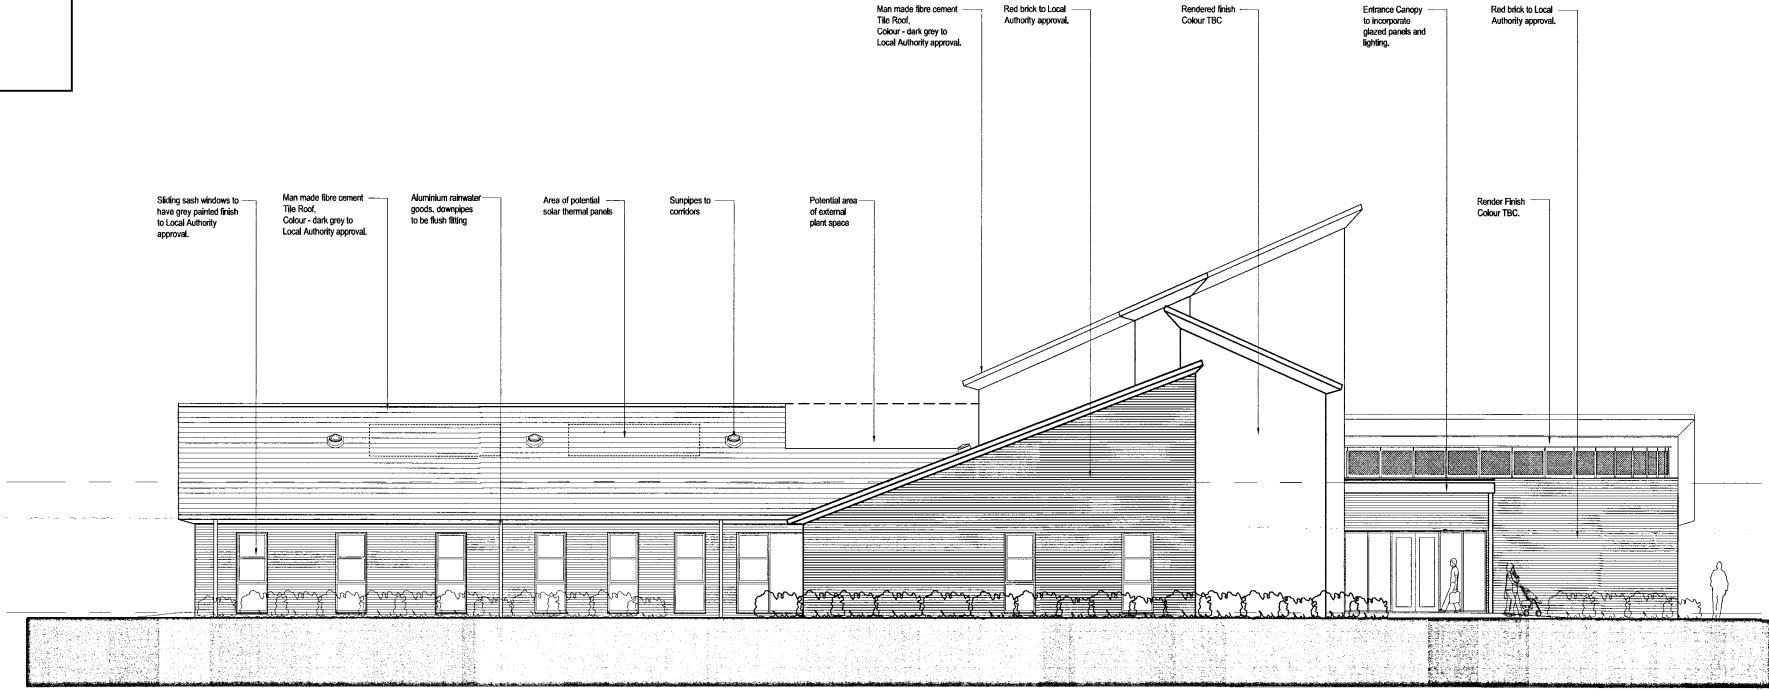 Man made fibre cement
Tile Roof,
Colour - dark grey to
Local Authority approval.
Red brick to Local
Authority approval.
Rendered finish
Colour TBC
Entrance Canopy
to incorporate
glazed panels and
lighting.
Red brick to Local
Authority approval.
Sliding sash windows to
have grey painted finish
to Local Authority
approval.
Man made fibre cement
Tile Roof,
Colour - dark grey to
Local Authority approval.
Aluminium rainwater
goods, downpipes
to be flush fitting
Area of potential
solar thermal panels
Sunpipes to
corridors
Potential area
of external
plant space
Render Finish
Colour TBC.